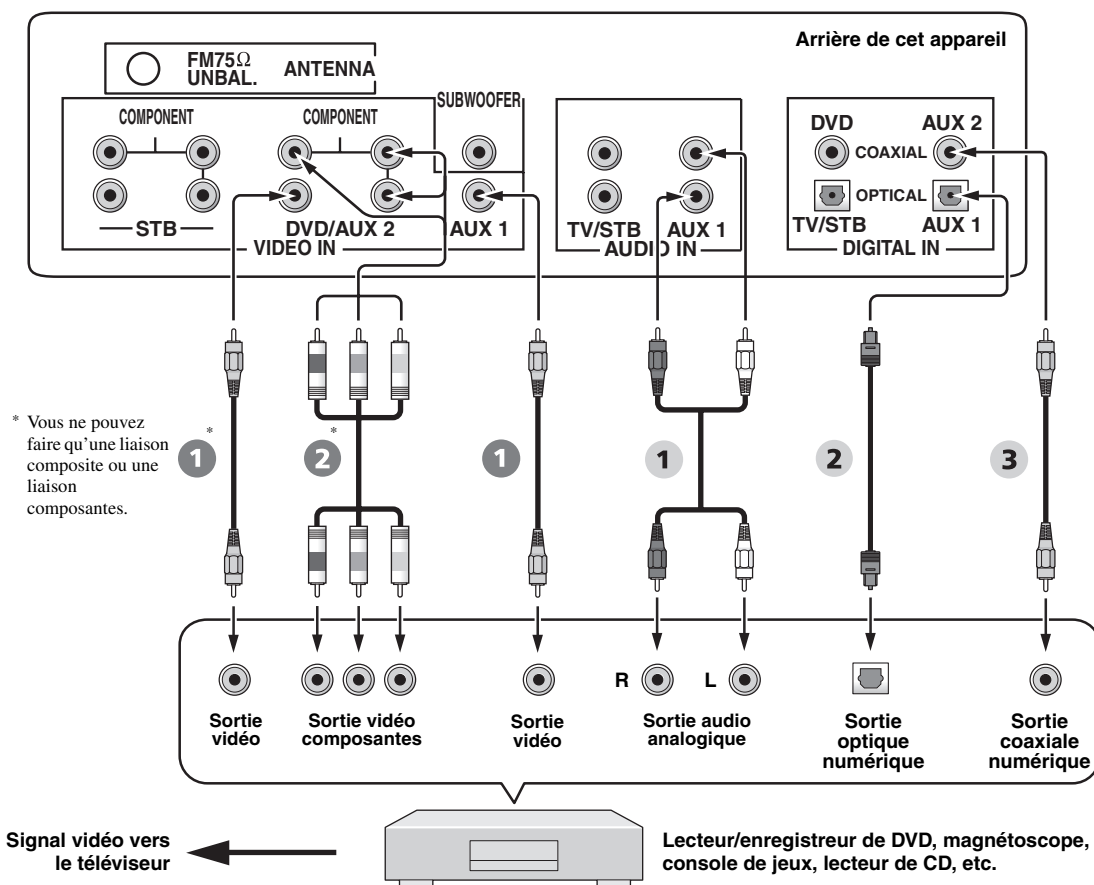 Arrière de cet appareil
FM75Ω
UNBAL.
ANTENNA
COMPONENT
COMPONENT
SUBWOOFER
STB
DVD/AUX 2
AUX 1
VIDEO IN
TV/STB
AUX 1
AUDIO IN
DVD
AUX 2
COAXIAL
OPTICAL
TV/STB
AUX 1
DIGITAL IN
* Vous ne pouvez
faire qu'une liaison
composite ou une
liaison
composantes.
1*
2*
1
1
2
3
R
L
Sortie
vidéo
Sortie vidéo
composantes
Sortie
vidéo
Sortie audio
analogique
Sortie
optique
numérique
Sortie
coaxiale
numérique
Signal vidéo vers
le téléviseur
Lecteur/enregistreur de DVD, magnétoscope,
console de jeux, lecteur de CD, etc.